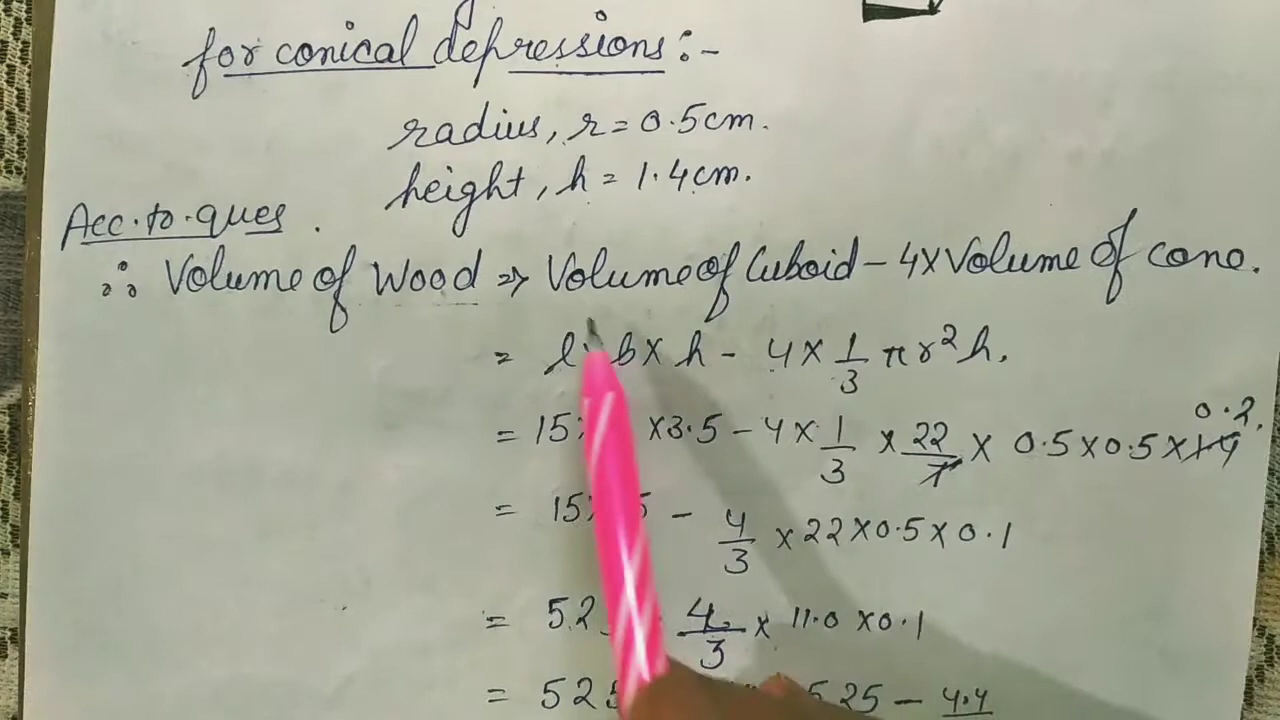 for conical depressions:-
radius, r = 0.5cm.
height, h = 1.4cm.
Acc. to. ques.
∴ Volume of Wood ⇒ Volume of Cuboid - 4×Volume of cone.
= l b × h - 4 × 1/3 π r² h.
= 15 × 3.5 - 4 × 1/3 × 22/7 × 0.5 × 0.5 × 1.4 0.2
= 15 5 - 4/3 × 22 × 0.5 × 0.1
= 52 4/3 × 11.0 × 0.1
= 525 525 - 4.4